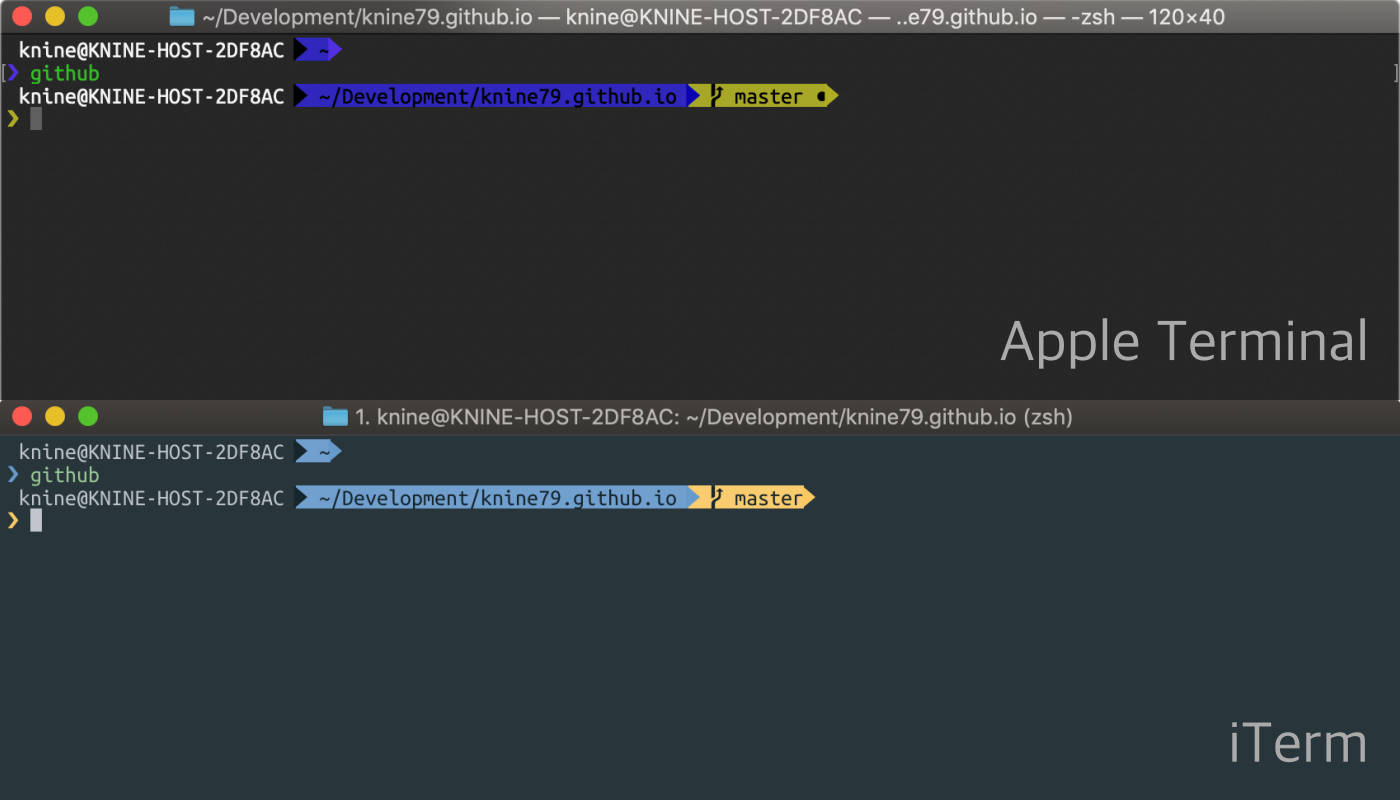 ~/Development/knine79.github.io — knine@KNINE-HOST-2DF8AC — ..e79.github.io — -zsh — 120×40
knine@KNINE-HOST-2DF8AC ~
[❯ github ]
knine@KNINE-HOST-2DF8AC ~/Development/knine79.github.io master ●
❯
Apple Terminal
1. knine@KNINE-HOST-2DF8AC: ~/Development/knine79.github.io (zsh)
knine@KNINE-HOST-2DF8AC ~
❯ github
knine@KNINE-HOST-2DF8AC ~/Development/knine79.github.io master
❯
iTerm